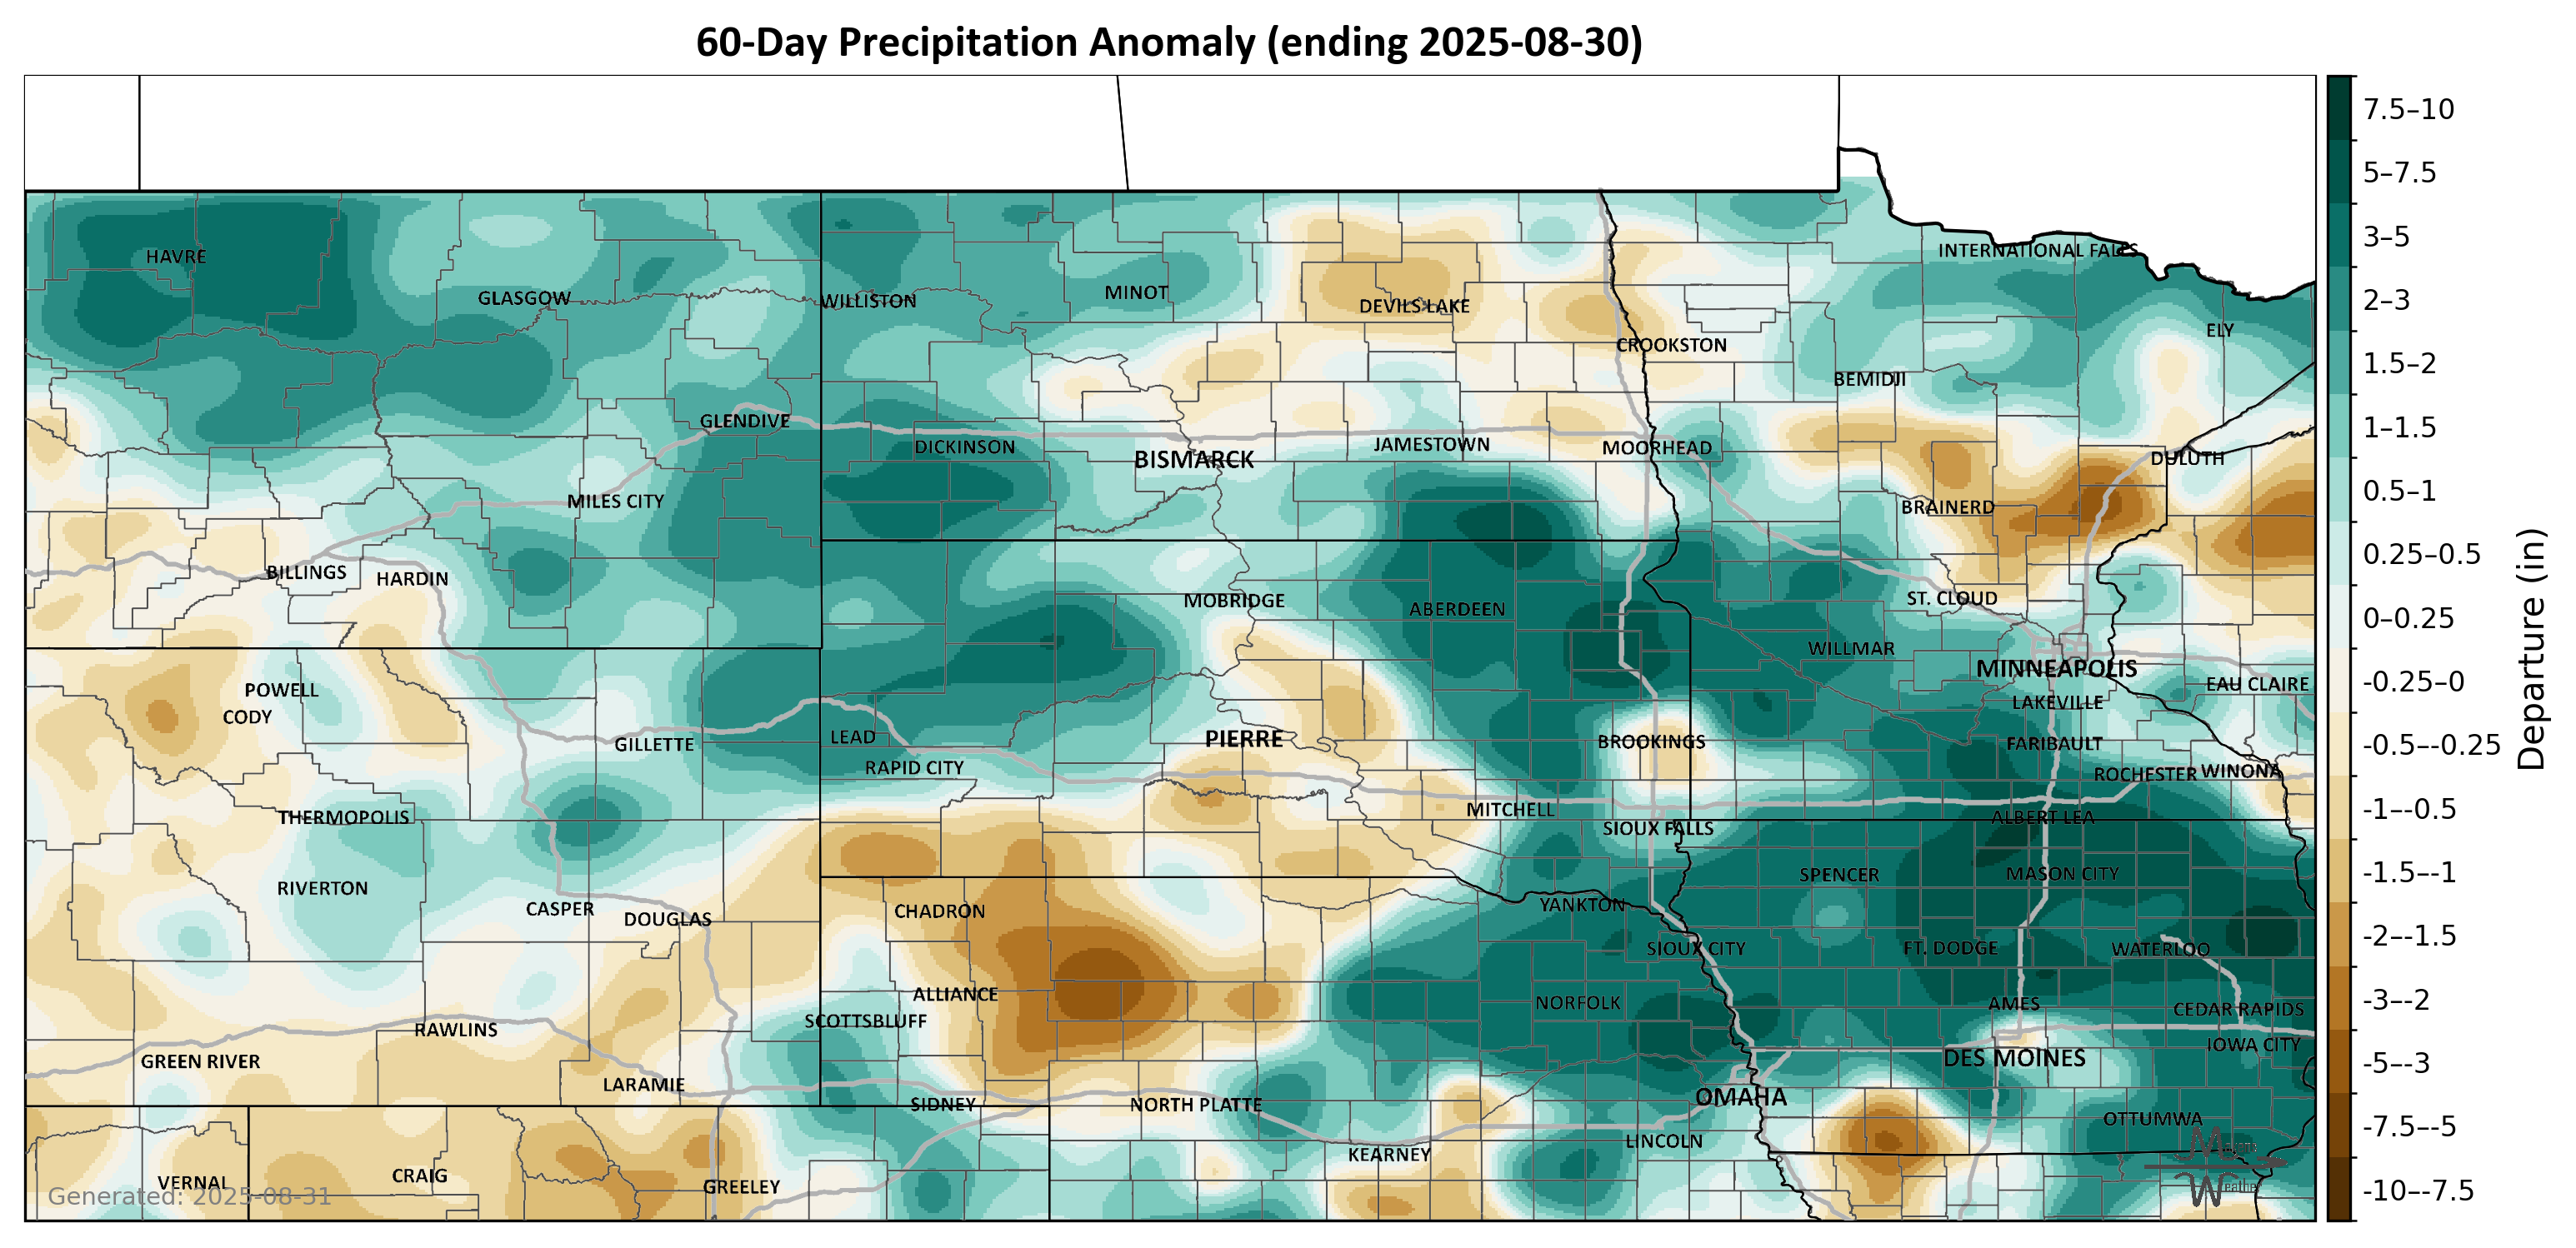 60-Day Precipitation Anomaly (ending 2025-08-30)
HAVRE
GLASGOW
WILLISTON
MINOT
DEVILS LAKE
INTERNATIONAL FALLS
ELY
CROOKSTON
BEMIDJI
GLENDIVE
DICKINSON
BISMARCK
JAMESTOWN
MOORHEAD
DULUTH
MILES CITY
BRAINERD
BILLINGS
HARDIN
MOBRIDGE
ABERDEEN
ST. CLOUD
WILLMAR
MINNEAPOLIS
POWELL
CODY
LAKEVILLE
EAU CLAIRE
GILLETTE
LEAD
PIERRE
BROOKINGS
FARIBAULT
RAPID CITY
ROCHESTER
WINONA
THERMOPOLIS
MITCHELL
SIOUX FALLS
ALBERT LEA
RIVERTON
SPENCER
MASON CITY
CASPER
DOUGLAS
CHADRON
YANKTON
SIOUX CITY
FT. DODGE
WATERLOO
ALLIANCE
NORFOLK
AMES
CEDAR RAPIDS
SCOTTSBLUFF
RAWLINS
IOWA CITY
GREEN RIVER
DES MOINES
LARAMIE
SIDNEY
NORTH PLATTE
OMAHA
OTTUMWA
LINCOLN
KEARNEY
VERNAL
CRAIG
GREELEY
Generated: 2025-08-31
7.5–10
5–7.5
3–5
2–3
1.5–2
1–1.5
0.5–1
0.25–0.5
0–0.25
-0.25–0
-0.5–-0.25
-1–-0.5
-1.5–-1
-2–-1.5
-3–-2
-5–-3
-7.5–-5
-10–-7.5
Departure (in)